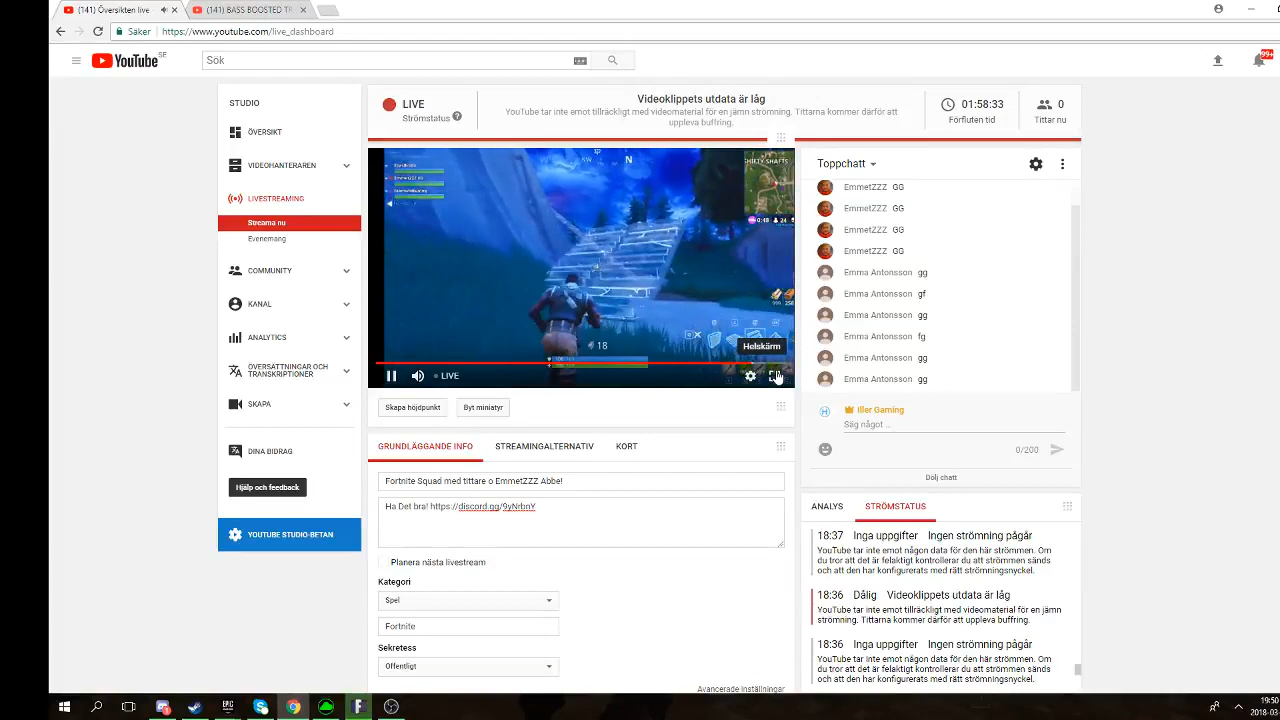 (141) Översikten live
(141) BASS BOOSTED TR
Säker
https://www.youtube.com/live_dashboard
YouTube SE
Sök
99+
STUDIO
ÖVERSIKT
VIDEOHANTERAREN
LIVESTREAMING
Streama nu
Evenemang
COMMUNITY
KANAL
ANALYTICS
ÖVERSÄTTNINGAR OCH
TRANSKRIPTIONER
SKAPA
DINA BIDRAG
Hjälp och feedback
YOUTUBE STUDIO-BETAN
LIVE
Strömstatus
Videoklippets utdata är låg
YouTube tar inte emot tillräckligt med videomaterial för en jämn strömning. Tittarna kommer därför att
uppleva buffring.
01:58:33
Förfluten tid
0
Tittar nu
N
SHIFTY SHAFTS
0:48
24
18
999
Helskärm
LIVE
Skapa höjdpunkt
Byt miniatyr
GRUNDLÄGGANDE INFO
STREAMINGALTERNATIV
KORT
Fortnite Squad med tittare o EmmetZZZ Abbe!
Ha Det bra! https://discord.gg/9yNrbnY
Planera nästa livestream
Kategori
Spel
Fortnite
Sekretess
Offentligt
Avancerade inställningar
Toppchatt
EmmetZZZ GG
EmmetZZZ GG
EmmetZZZ GG
EmmetZZZ GG
Emma Antonsson gg
Emma Antonsson gf
Emma Antonsson gg
Emma Antonsson fg
Emma Antonsson gg
Emma Antonsson gg
Iller Gaming
Säg något ...
0/200
Dölj chatt
ANALYS
STRÖMSTATUS
18:37 Inga uppgifter Ingen strömning pågår
YouTube tar inte emot någon data för den här strömmen. Om
du tror att det är felaktigt kontrollerar du att strömmen sänds
och att den har konfigurerats med rätt strömningsnyckel.
18:36 Dålig Videoklippets utdata är låg
YouTube tar inte emot tillräckligt med videomaterial för en jämn
strömning. Tittarna kommer därför att uppleva buffring.
18:36 Inga uppgifter Ingen strömning pågår
YouTube tar inte emot någon data för den här strömmen. Om
du tror att det är felaktigt kontrollerar du att strömmen sänds
och att den har konfigurerats med rätt strömningsnyckel.
EPIC
19:50
2018-03-